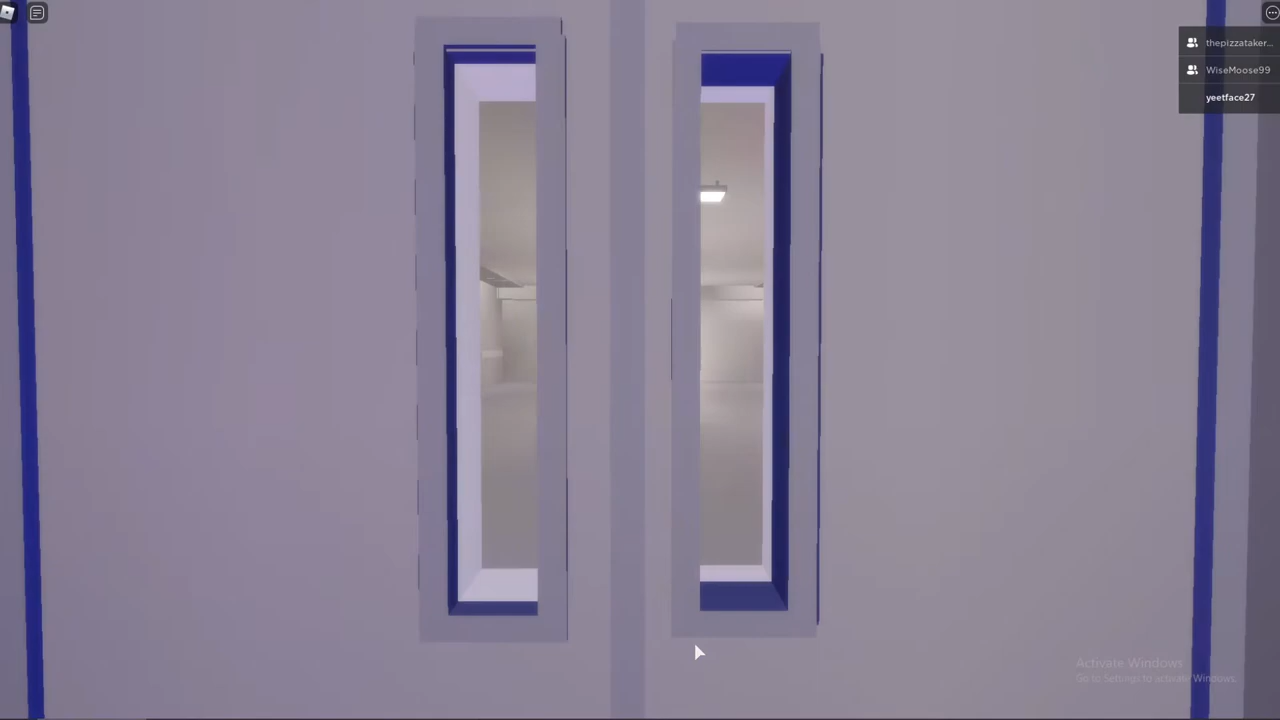 thepizzataker...
WiseMoose99
yeetface27
Activate Windows
Go to Settings to activate Windows.